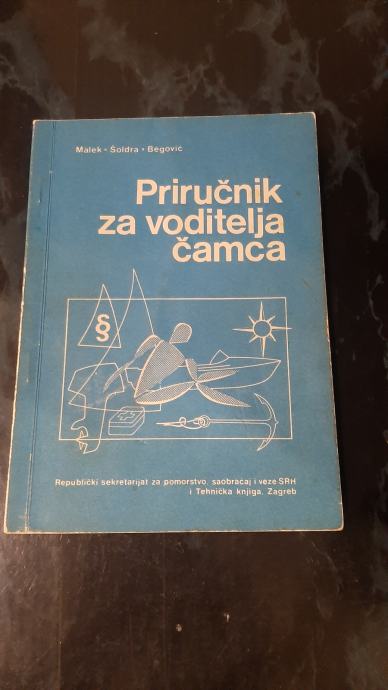 Malek • Šoldra • Begović
Priručnik
za voditelja
čamca
§
Republički sekretarijat za pomorstvo, saobraćaj i veze SRH
i Tehnička knjiga, Zagreb